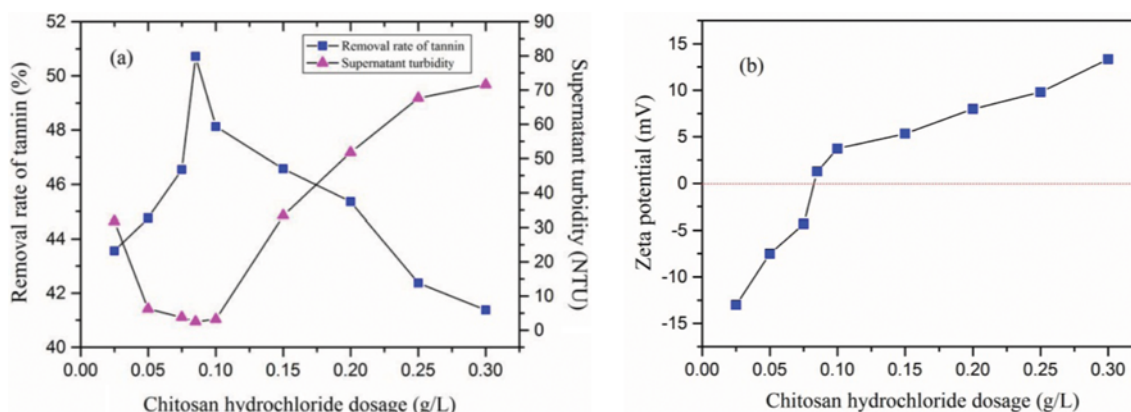 (a)
Removal rate of tannin
Supernatant turbidity
Removal rate of tannin (%)
52
50
48
46
44
42
40
Supernatant turbidity
(NTU)
90
80
70
60
50
40
30
20
10
0
0.00 0.05 0.10 0.15 0.20 0.25 0.30
Chitosan hydrochloride dosage (g/L)
(b)
Zeta potential (mV)
15
10
5
0
-5
-10
-15
0.00 0.05 0.10 0.15 0.20 0.25 0.30
Chitosan hydrochloride dosage (g/L)